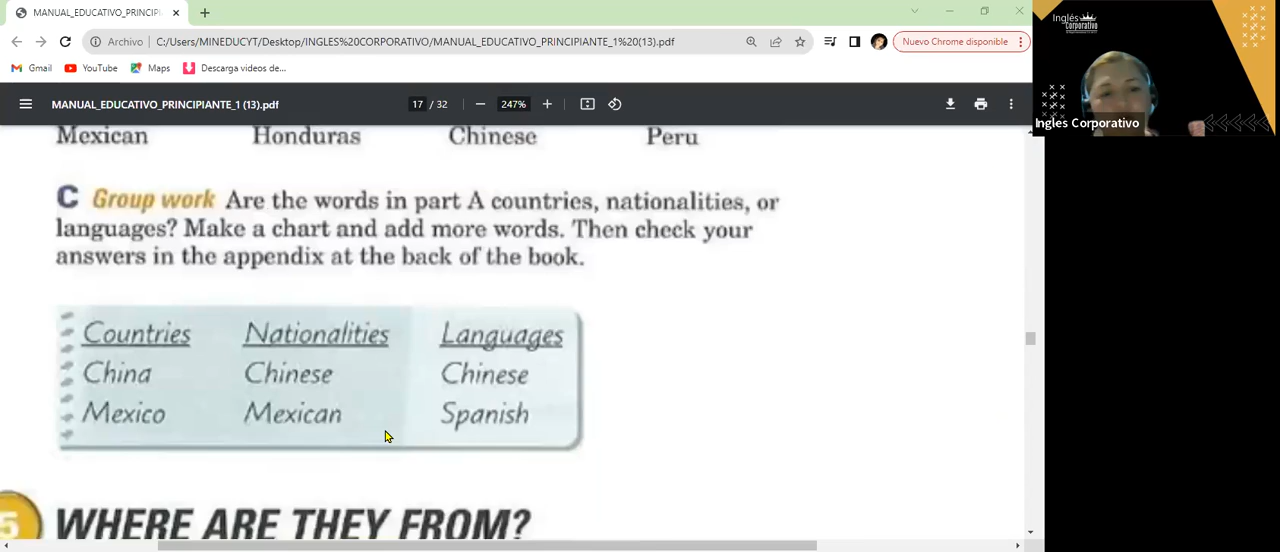 MANUAL_EDUCATIVO_PRINCIPI
Archivo
C:/Users/MINEDUCYT/Desktop/INGLES%20CORPORATIVO/MANUAL_EDUCATIVO_PRINCIPIANTE_1%20(13).pdf
Nuevo Chrome disponible
Gmail YouTube Maps Descarga videos de...
MANUAL_EDUCATIVO_PRINCIPIANTE_1 (13).pdf
17 / 32
247%
Mexican Honduras Chinese Peru
C Group work Are the words in part A countries, nationalities, or
languages? Make a chart and add more words. Then check your
answers in the appendix at the back of the book.
Countries Nationalities Languages
China Chinese Chinese
Mexico Mexican Spanish
5 WHERE ARE THEY FROM?
Inglés
Corporativo
Inglés Corporativo